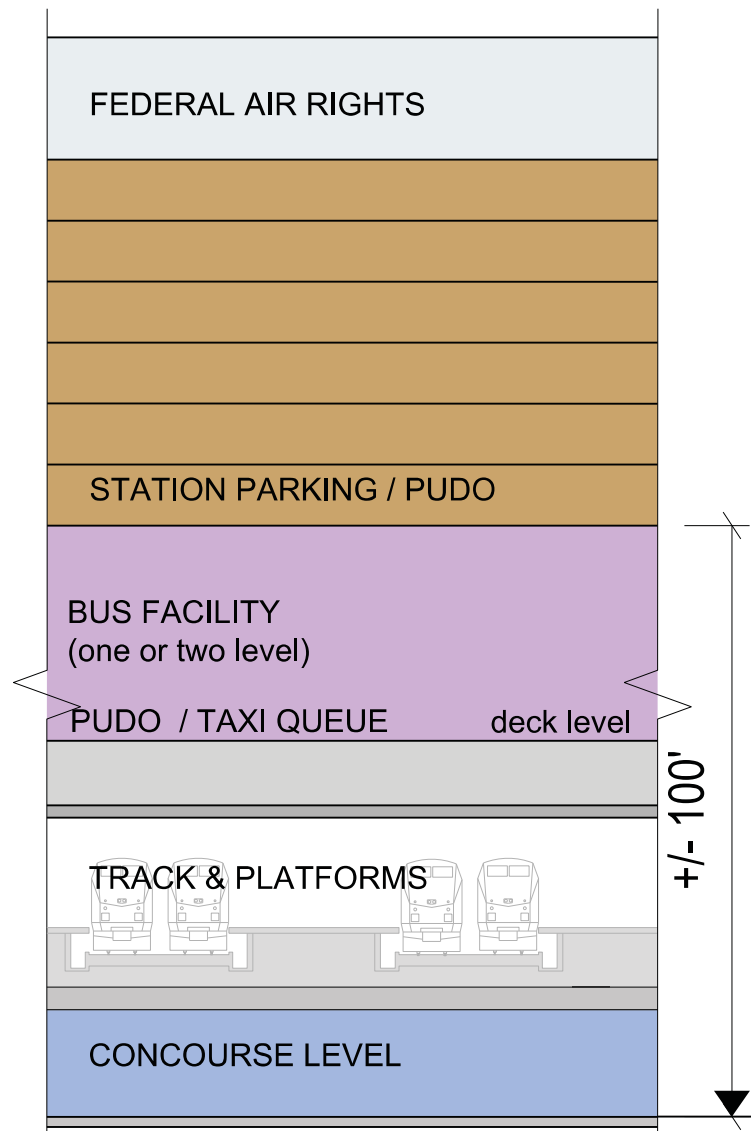 FEDERAL AIR RIGHTS
STATION PARKING / PUDO
BUS FACILITY
(one or two level)
PUDO / TAXI QUEUE deck level
+/- 100'
TRACK & PLATFORMS
CONCOURSE LEVEL